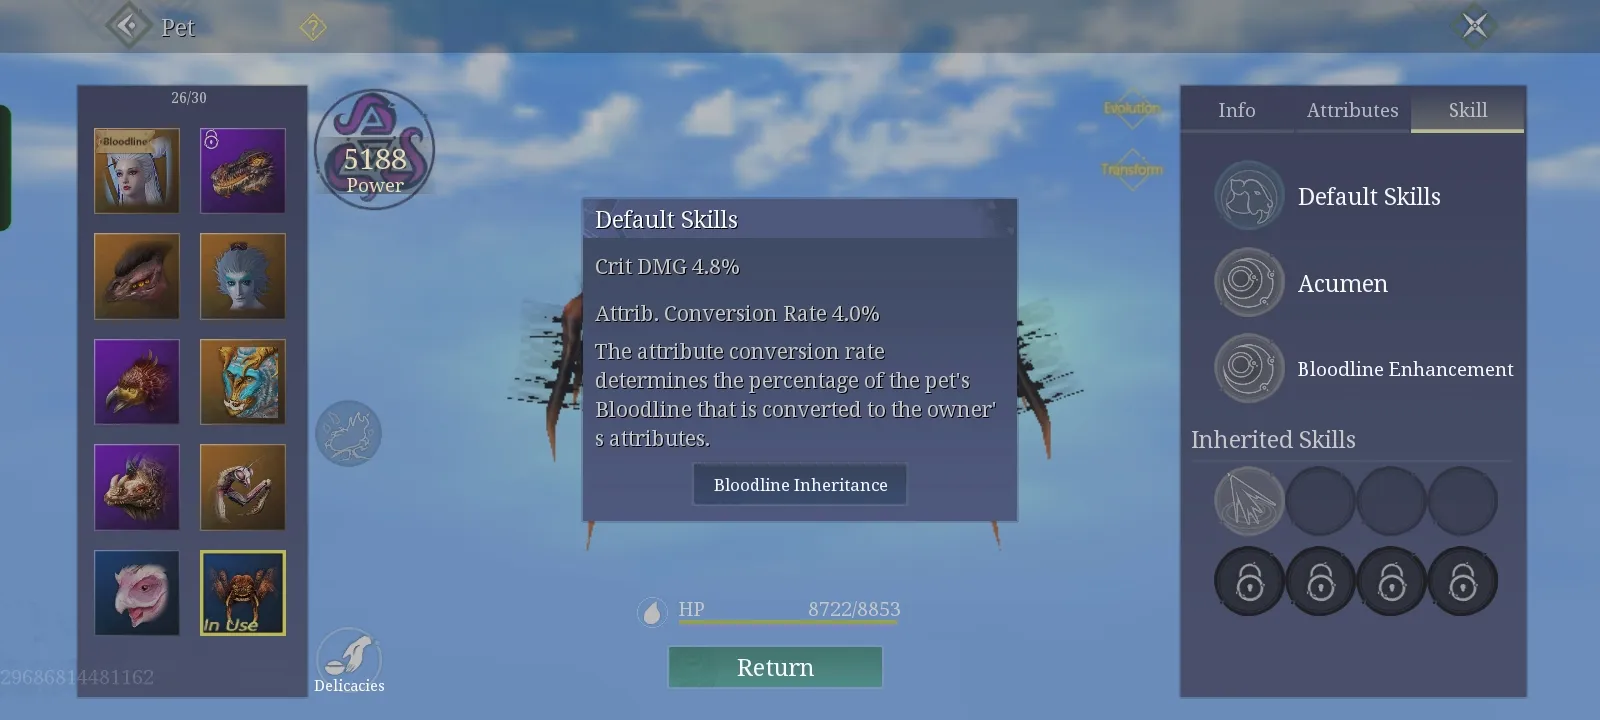 Pet
?
26/30
Bloodline
5188
Power
Evolution
Transform
Info
Attributes
Skill
Default Skills
Acumen
Bloodline Enhancement
Inherited Skills
Default Skills
Crit DMG 4.8%
Attrib. Conversion Rate 4.0%
The attribute conversion rate
determines the percentage of the pet's
Bloodline that is converted to the owner'
s attributes.
Bloodline Inheritance
In Use
HP
8722/8853
Return
Delicacies
29686814481162